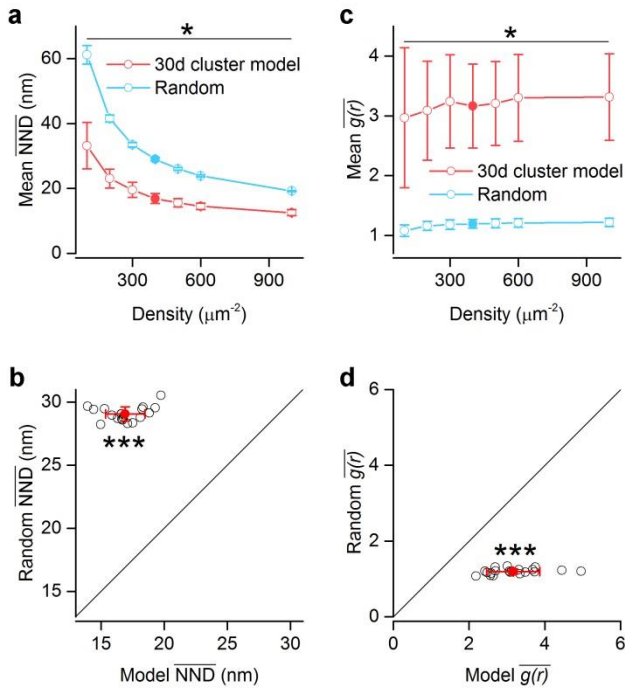 a
*
60
40
20
0
Mean NND (nm)
30d cluster model
Random
300
600
900
Density (μm⁻²)
c
*
4
3
2
1
Mean g(r)
30d cluster model
Random
300
600
900
Density (μm⁻²)
b
30
25
20
15
Random NND (nm)
***
15
20
25
30
Model NND (nm)
d
6
4
2
0
Random g(r)
***
0
2
4
6
Model g(r)